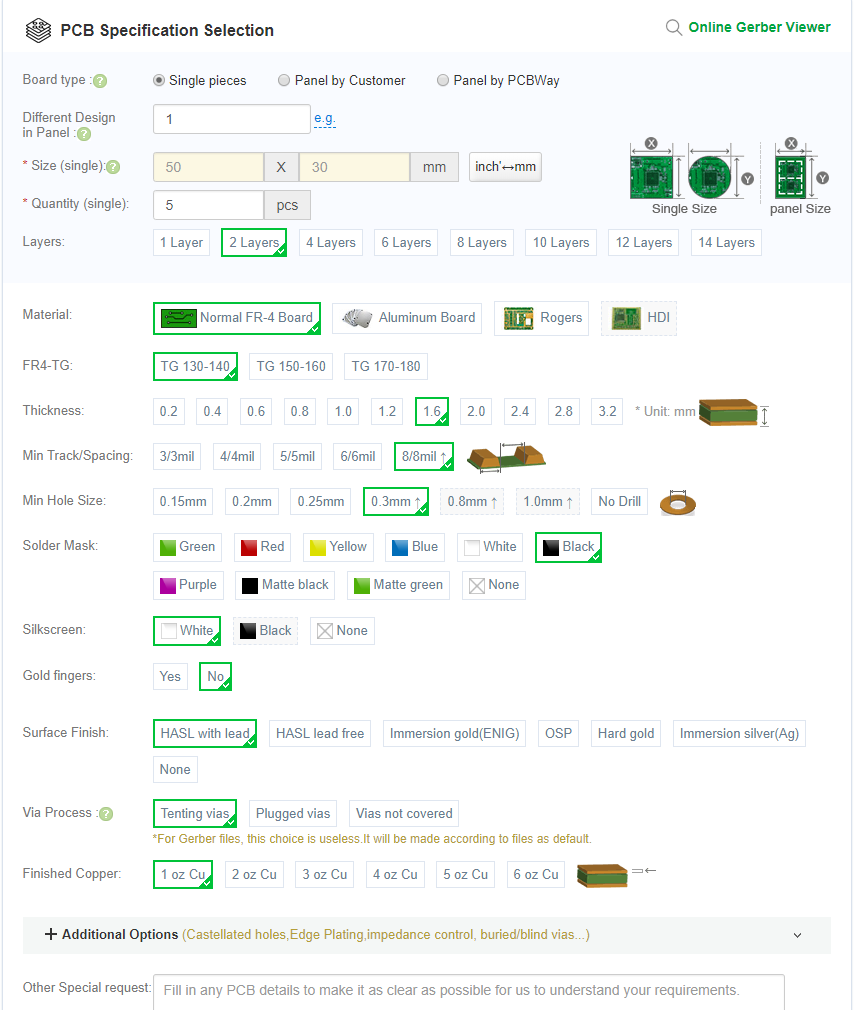 PCB Specification Selection
Online Gerber Viewer
Board type :?
Single pieces Panel by Customer Panel by PCBWay
Different Design
in Panel :?
1 e.g.
* Size (single):?
50 X 30 mm inch'↔mm
X X
Y Y
Single Size panel Size
* Quantity (single):
5 pcs
Layers:
1 Layer 2 Layers 4 Layers 6 Layers 8 Layers 10 Layers 12 Layers 14 Layers
Material:
Normal FR-4 Board Aluminum Board Rogers HDI
FR4-TG:
TG 130-140 TG 150-160 TG 170-180
Thickness:
0.2 0.4 0.6 0.8 1.0 1.2 1.6 2.0 2.4 2.8 3.2 * Unit: mm
Min Track/Spacing:
3/3mil 4/4mil 5/5mil 6/6mil 8/8mil ↑
Min Hole Size:
0.15mm 0.2mm 0.25mm 0.3mm ↑ 0.8mm ↑ 1.0mm ↑ No Drill
Solder Mask:
Green Red Yellow Blue White Black
Purple Matte black Matte green None
Silkscreen:
White Black None
Gold fingers:
Yes No
Surface Finish:
HASL with lead HASL lead free Immersion gold(ENIG) OSP Hard gold Immersion silver(Ag)
None
Via Process :?
Tenting vias Plugged vias Vias not covered
*For Gerber files, this choice is useless.It will be made according to files as default.
Finished Copper:
1 oz Cu 2 oz Cu 3 oz Cu 4 oz Cu 5 oz Cu 6 oz Cu
+ Additional Options (Castellated holes,Edge Plating,impedance control, buried/blind vias...)
Other Special request:
Fill in any PCB details to make it as clear as possible for us to understand your requirements.